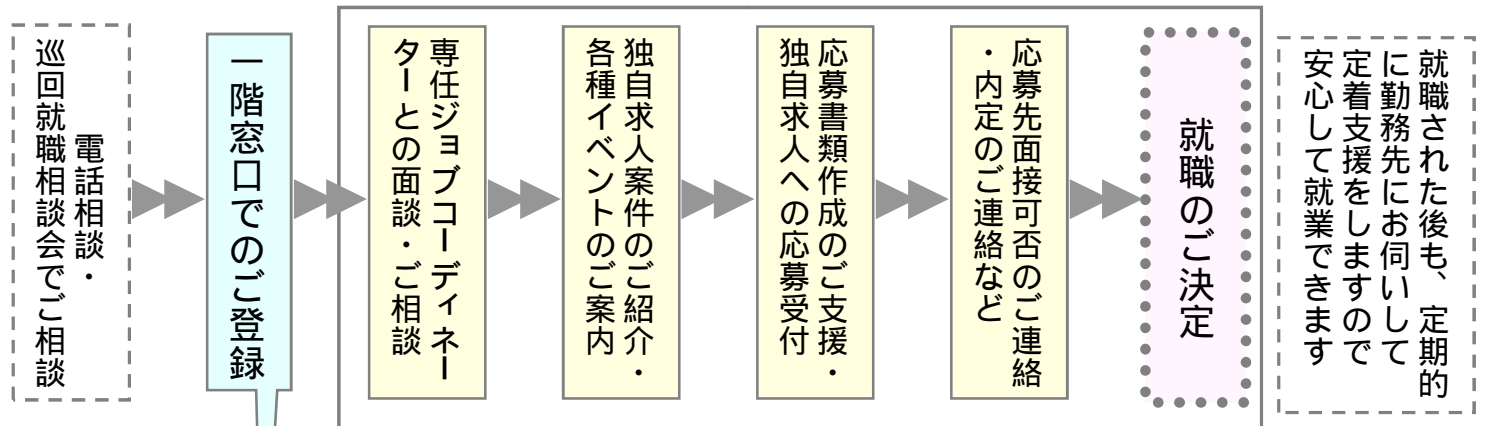 電話相談・
巡回就職相談会でご相談
一階窓口でのご登録
専任ジョブコーディネー
ターとの面談・ご相談
独自求人案件のご紹介・
各種イベントのご案内
応募書類作成のご支援・
独自求人への応募受付
応募先面接可否のご連絡
・内定のご連絡など
就職のご決定
就職された後も、定期的
に勤務先にお伺いして
定着支援をしますので
安心して就業できます